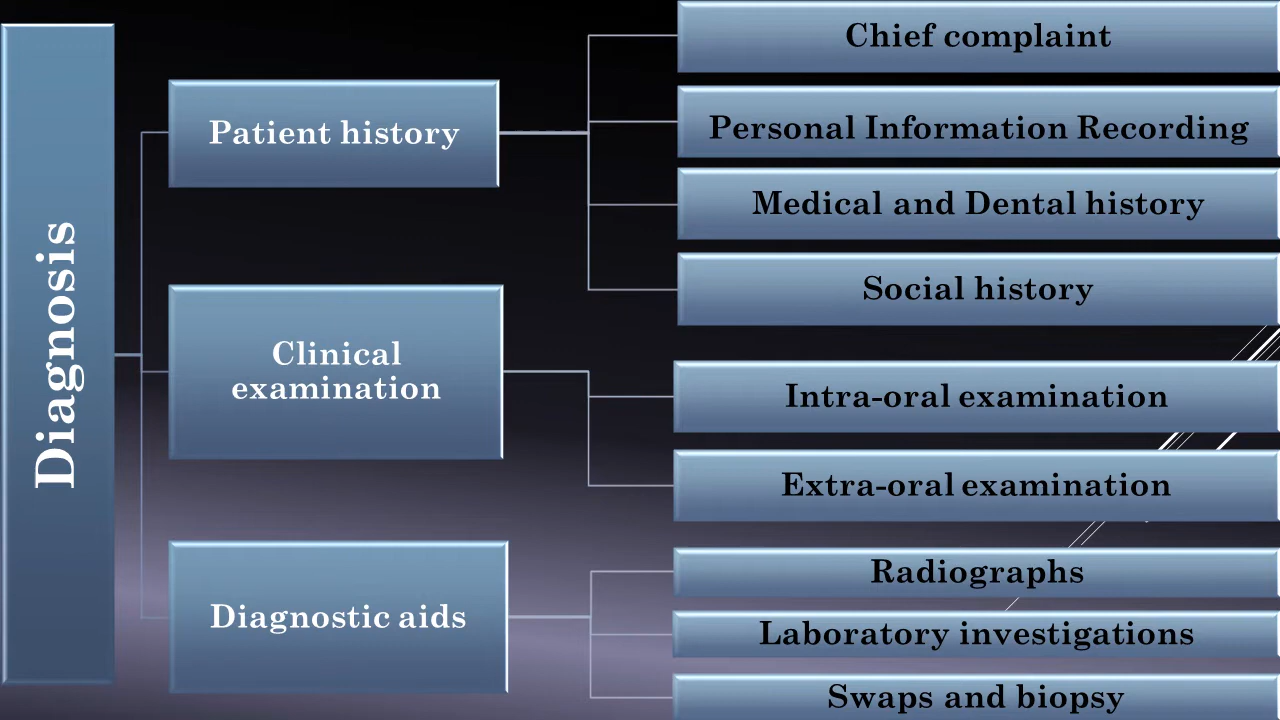 Diagnosis
Patient history
Chief complaint
Personal Information Recording
Medical and Dental history
Social history
Clinical
examination
Intra-oral examination
Extra-oral examination
Diagnostic aids
Radiographs
Laboratory investigations
Swaps and biopsy